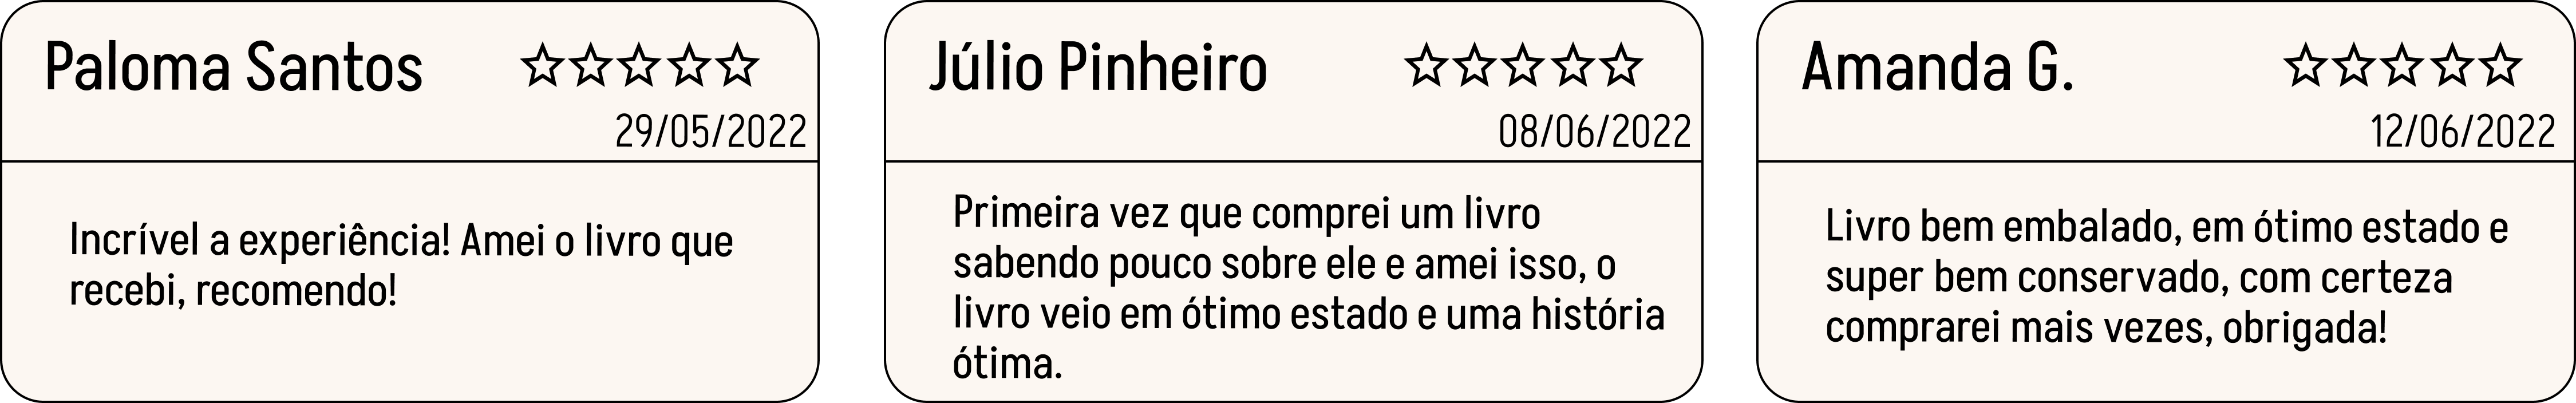 Paloma Santos
29/05/2022
Incrível a experiência! Amei o livro que
recebi, recomendo!
Júlio Pinheiro
08/06/2022
Primeira vez que comprei um livro
sabendo pouco sobre ele e amei isso, o
livro veio em ótimo estado e uma história
ótima.
Amanda G.
12/06/2022
Livro bem embalado, em ótimo estado e
super bem conservado, com certeza
comprarei mais vezes, obrigada!